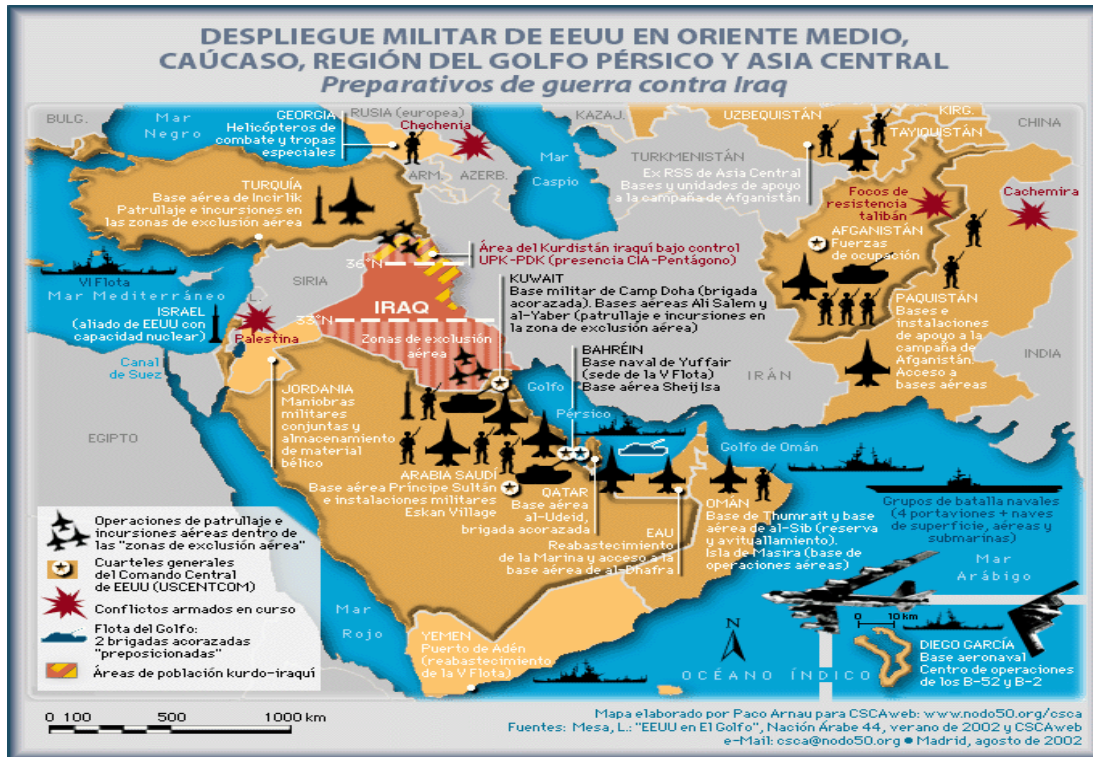 DESPLIEGUE MILITAR DE EEUU EN ORIENTE MEDIO,
CAÚCASO, REGIÓN DEL GOLFO PÉRSICO Y ASIA CENTRAL
Preparativos de guerra contra Iraq
BULG.
Mar
Negro
GEORGIA
Helicópteros de
combate y tropas
especiales
RUSIA (europea)
Chechenia
KAZAJ.
UZBEQUISTÁN
KIRG.
TAYIQUISTÁN
CHINA
ARM.
AZERB.
Mar
Caspio
TURKMENISTÁN
Ex RSS de Asia Central
Bases y unidades de apoyo
a la campaña de Afganistán
TURQUÍA
Base aérea de Incirlik
Patrullaje e incursiones en
las zonas de exclusión aérea
Focos de
resistencia
talibán
Cachemira
AFGANISTÁN
Fuerzas
de ocupación
Área del Kurdistán iraquí bajo control
UPK-PDK (presencia CIA-Pentágono)
36°N
VI Flota
Mar Mediterráneo
SIRIA
L.
IRAQ
33°N
Zonas de exclusión
aérea
KUWAIT
Base militar de Camp Doha (brigada
acorazada). Bases aéreas Ali Salem y
al-Yaber (patrullaje e incursiones en
la zona de exclusión aérea)
ISRAEL
(aliado de EEUU con
capacidad nuclear)
Palestina
Canal
de Suez
BAHRÉIN
Base naval de Yuffair
(sede de la V Flota)
Base aérea Sheij Isa
PAQUISTÁN
Bases e
instalaciones
de apoyo a la
campaña de
Afganistán.
Acceso a
bases aéreas
INDIA
IRÁN
EGIPTO
JORDANIA
Maniobras
militares
conjuntas y
almacenamiento
de material
bélico
Golfo
Pérsico
Golfo de Omán
ARABIA SAUDÍ
Base aérea Príncipe Sultán
e instalaciones militares
Eskan Village
QATAR
Base aérea
al-Udeid,
brigada acorazada
EAU
Reabastecimiento
de la Marina y acceso a la
base aérea de al-Dhafra
OMÁN
Base de Thumrait y base
aérea de al-Sib (reserva
y avituallamiento).
Isla de Masira (base de
operaciones aéreas)
Grupos de batalla navales
(4 portaviones + naves
de superficie, aéreas y
submarinas)
Mar
Arábigo
Mar
Rojo
YEMEN
Puerto de Adén
(reabastecimiento
de la V Flota)
N
OCÉANO ÍNDICO
0 10 km
DIEGO GARCÍA
Base aeronaval
Centro de operaciones
de los B-52 y B-2
Operaciones de patrullaje e
incursiones aéreas dentro de
las "zonas de exclusión aérea"
Cuarteles generales
del Comando Central
de EEUU (USCENTCOM)
Conflictos armados en curso
Flota del Golfo:
2 brigadas acorazadas
"preposicionadas"
Áreas de población kurdo-iraquí
0 100 500 1000 km
Mapa elaborado por Paco Arnau para CSCAweb: www.nodo50.org/csca
Fuentes: Mesa, L.: "EEUU en El Golfo", Nación Árabe 44, verano de 2002 y CSCAweb
e-Mail: csca@nodo50.org ● Madrid, agosto de 2002